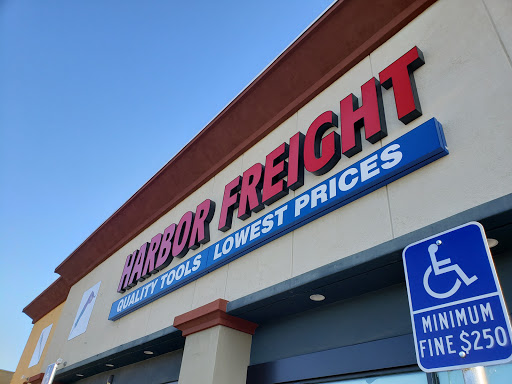 HARBOR FREIGHT
QUALITY TOOLS LOWEST PRICES
MINIMUM
FINE $250